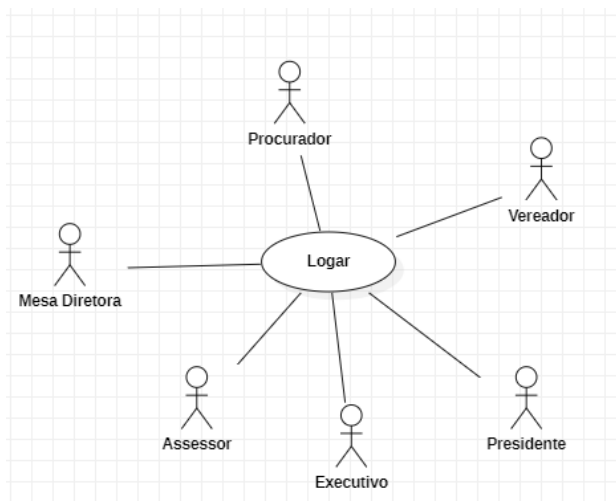 Procurador
Vereador
Logar
Mesa Diretora
Assessor
Presidente
Executivo